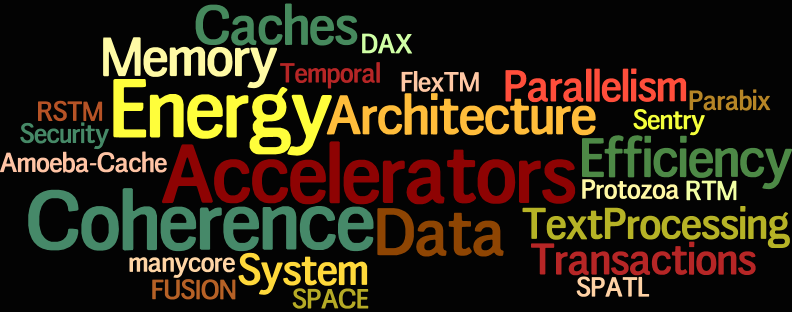 Caches
DAX
Memory
Temporal
FlexTM
Parallelism
Parabix
RSTM
Energy
Architecture
Sentry
Security
Amoeba-Cache
Accelerators
Efficiency
Protozoa
RTM
Coherence
Data
TextProcessing
manycore
System
Transactions
FUSION
SPACE
SPATL